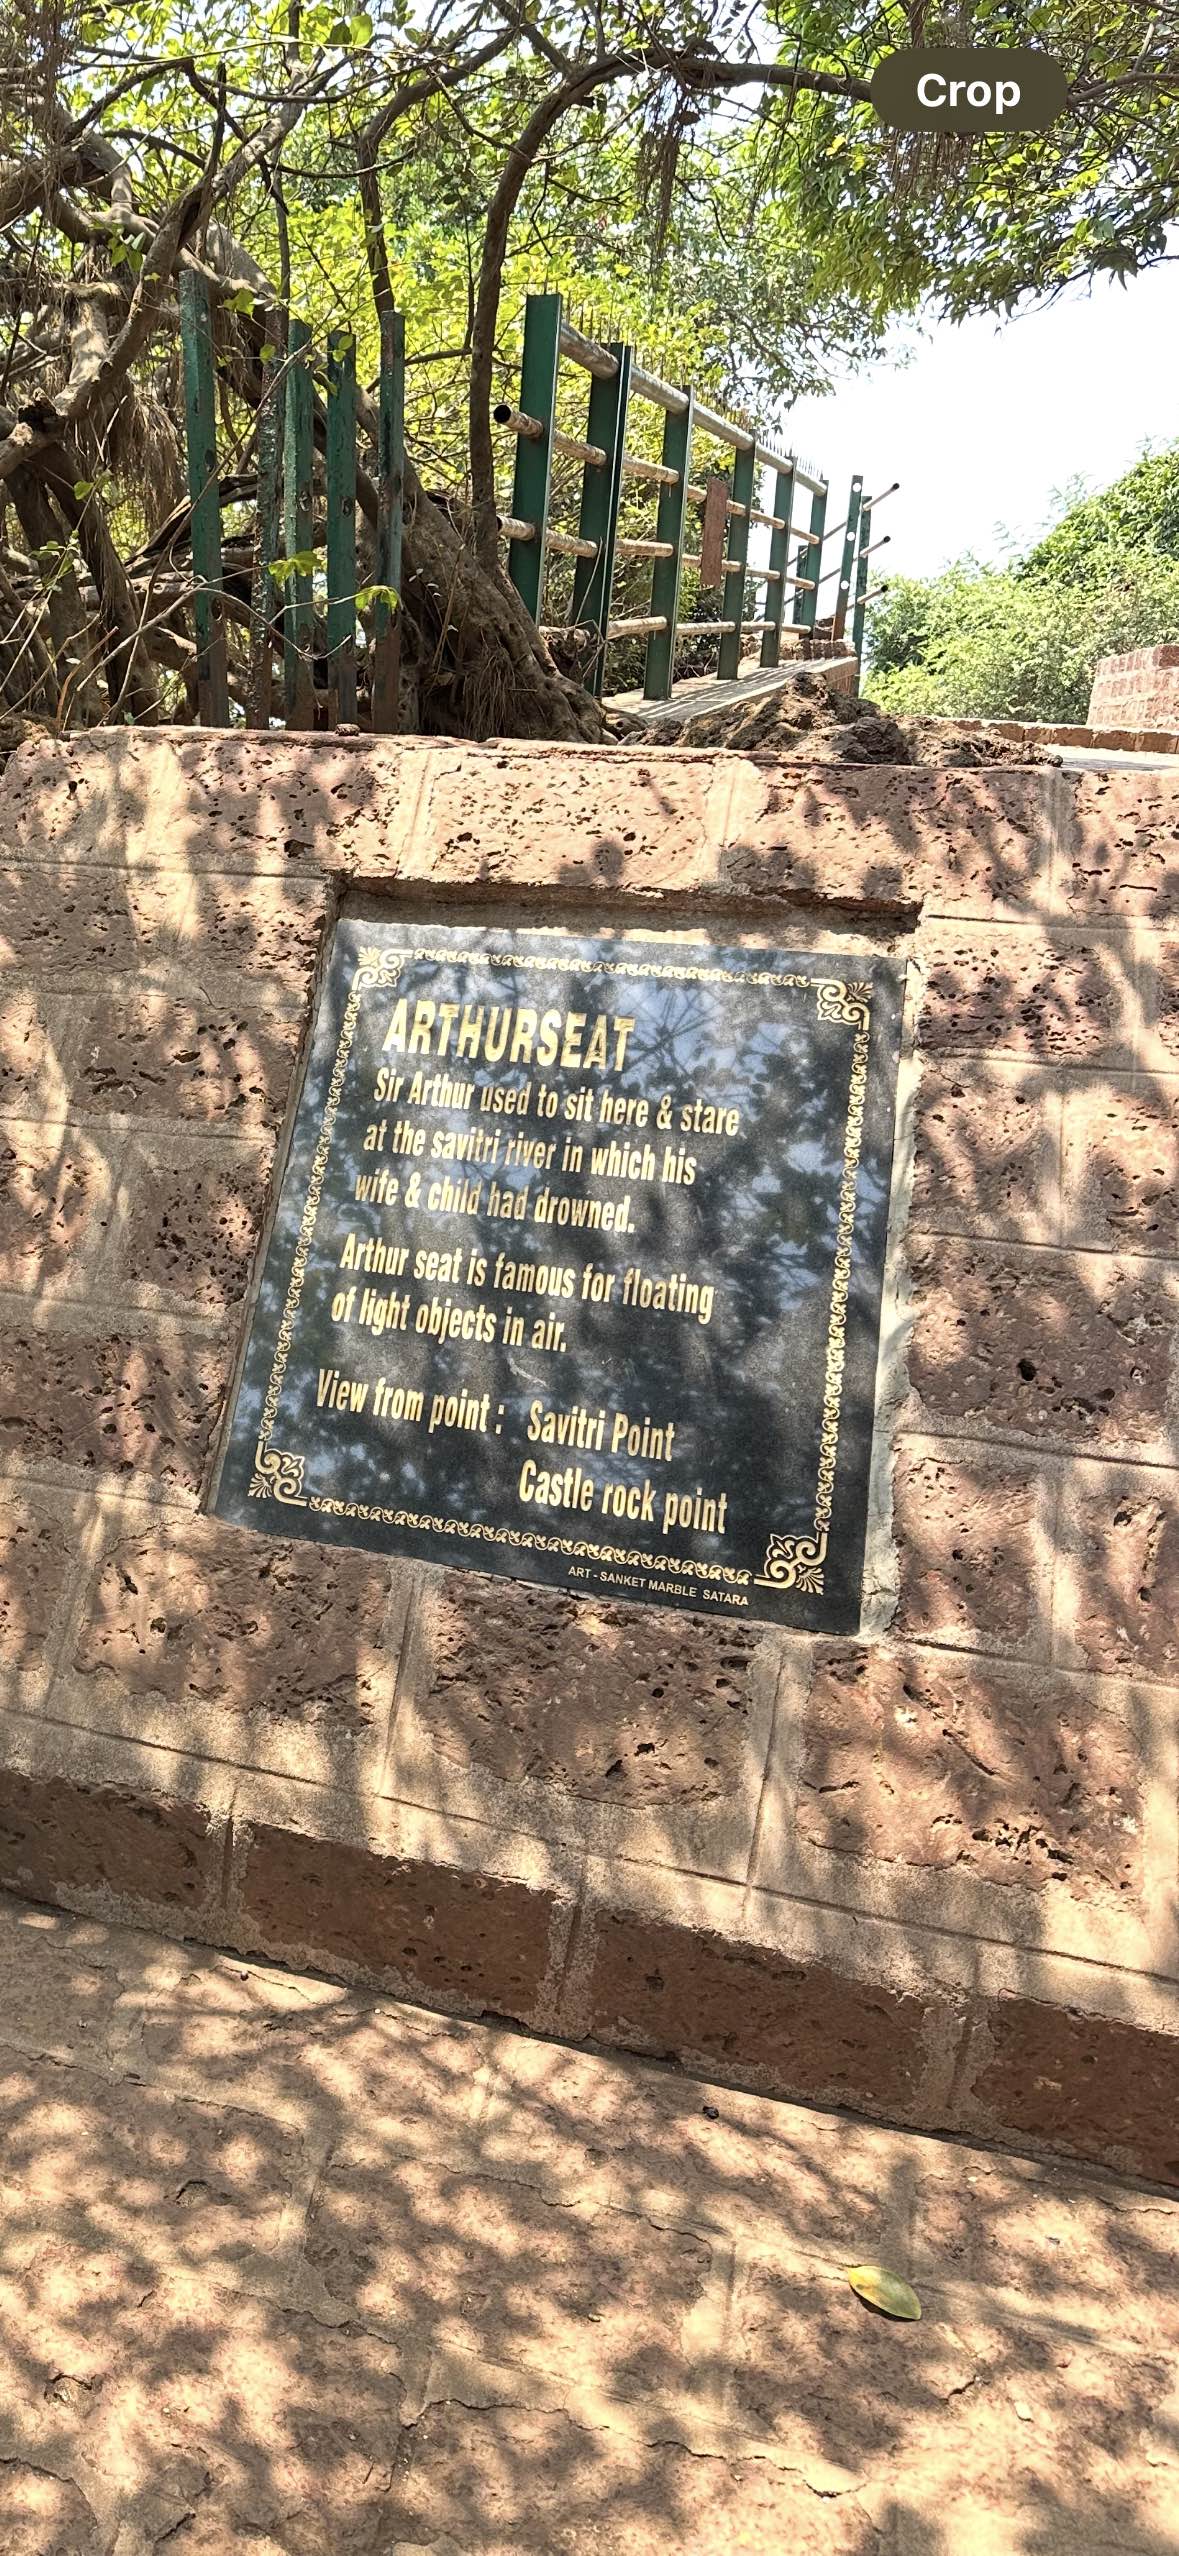 Crop
ARTHURSEAT
Sir Arthur used to sit here & stare
at the savitri river in which his
wife & child had drowned.
Arthur seat is famous for floating
of light objects in air.
View from point : Savitri Point
Castle rock point
ART - SANKET MARBLE SATARA